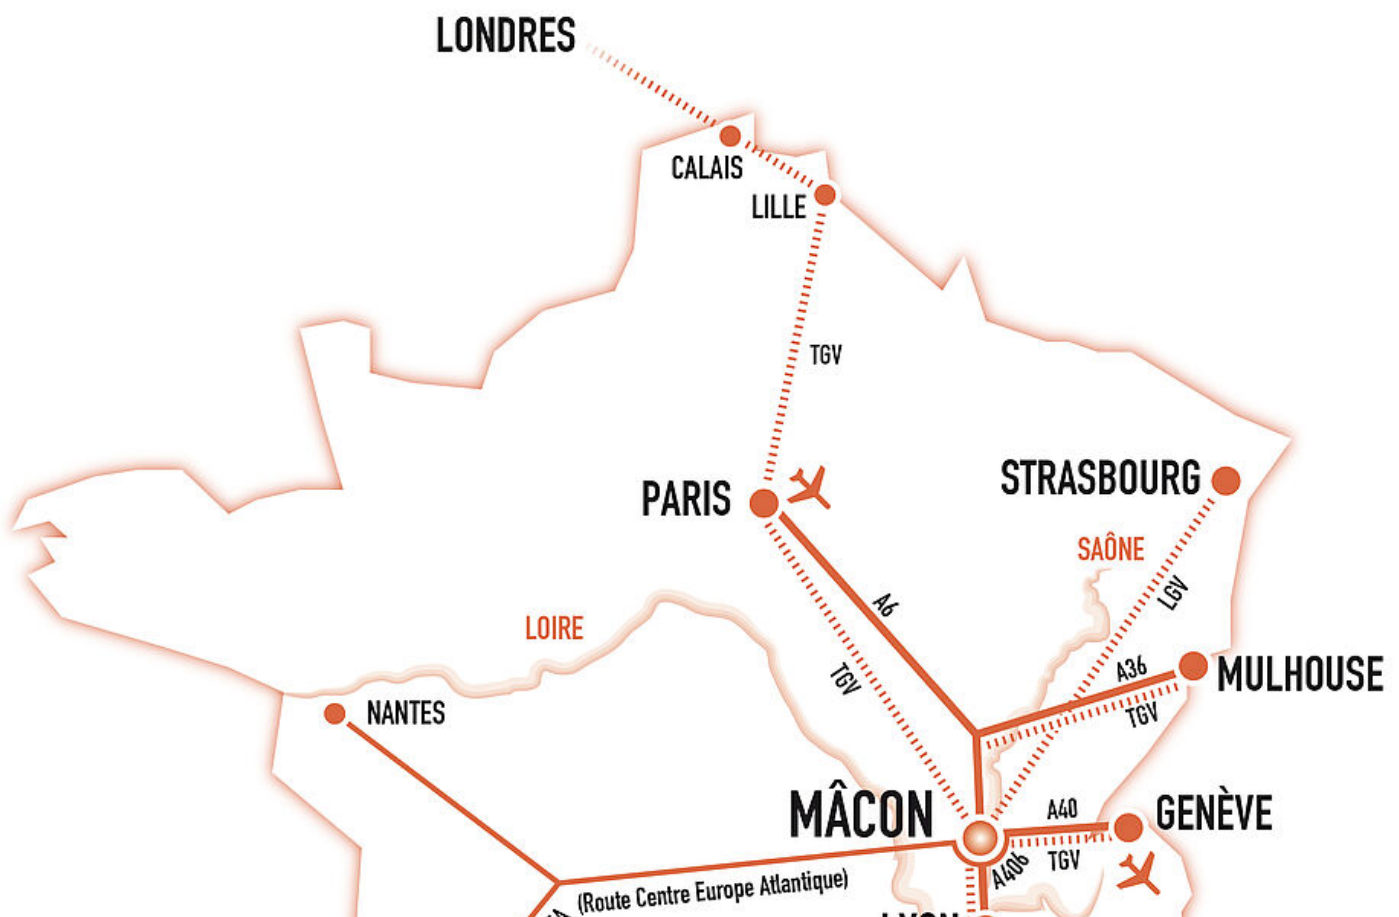 LONDRES
CALAIS
LILLE
TGV
PARIS
STRASBOURG
SAÔNE
A6
LGV
LOIRE
TGV
A36
MULHOUSE
NANTES
TGV
MÂCON
A40
GENÈVE
TGV
A406
(Route Centre Europe Atlantique)
LYON